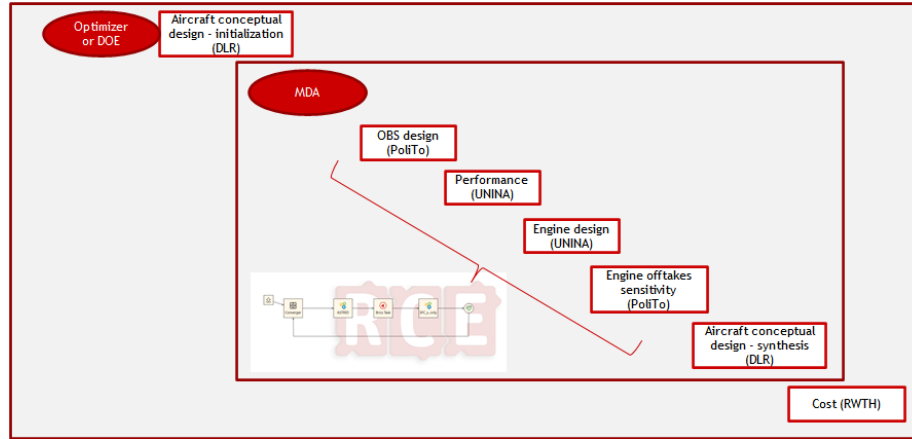 Optimizer
or DOE
Aircraft conceptual
design - initialization
(DLR)
MDA
OBS design
(PoliTo)
Performance
(UNINA)
Engine design
(UNINA)
Engine offtakes
sensitivity
(PoliTo)
Aircraft conceptual
design - synthesis
(DLR)
RCE
Converger
Cost (RWTH)